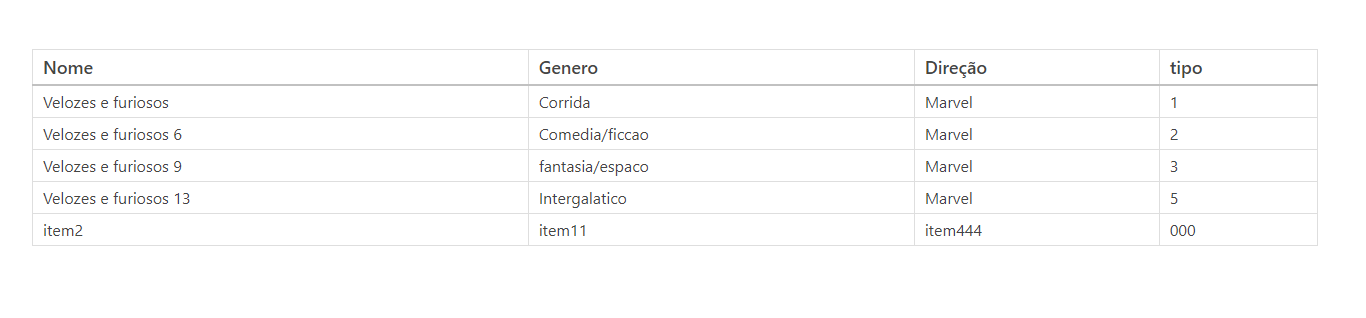 Nome Genero Direção tipo
Velozes e furiosos Corrida Marvel 1
Velozes e furiosos 6 Comedia/ficcao Marvel 2
Velozes e furiosos 9 fantasia/espaco Marvel 3
Velozes e furiosos 13 Intergalatico Marvel 5
item2 item11 item444 000